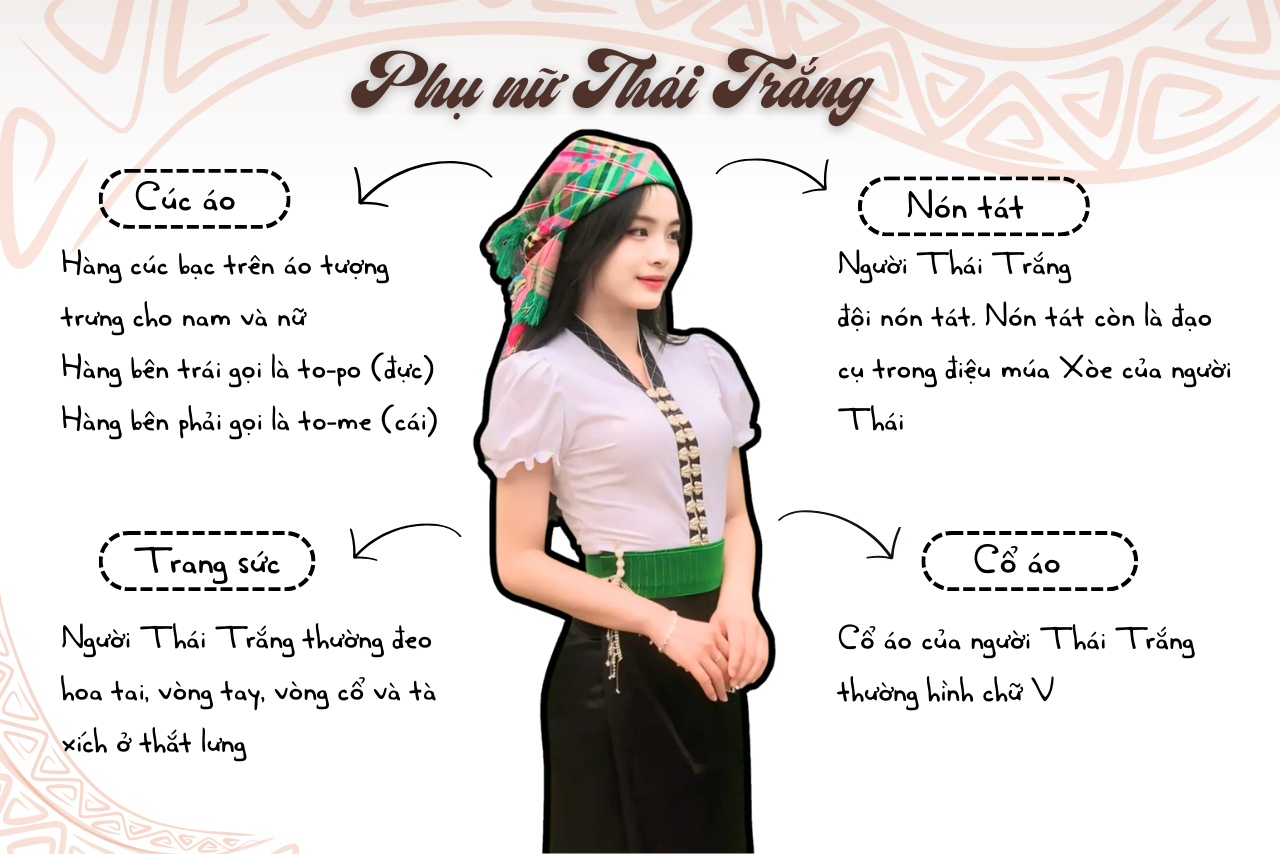 Phụ nữ Thái Trắng
Cúc áo
Hàng cúc bạc trên áo tượng
trưng cho nam và nữ
Hàng bên trái gọi là to-po (đực)
Hàng bên phải gọi là to-me (cái)
Nón tát
Người Thái Trắng
đội nón tát. Nón tát còn là đạo
cụ trong điệu múa Xòe của người
Thái
Trang sức
Người Thái Trắng thường đeo
hoa tai, vòng tay, vòng cổ và tà
xích ở thắt lưng
Cổ áo
Cổ áo của người Thái Trắng
thường hình chữ V